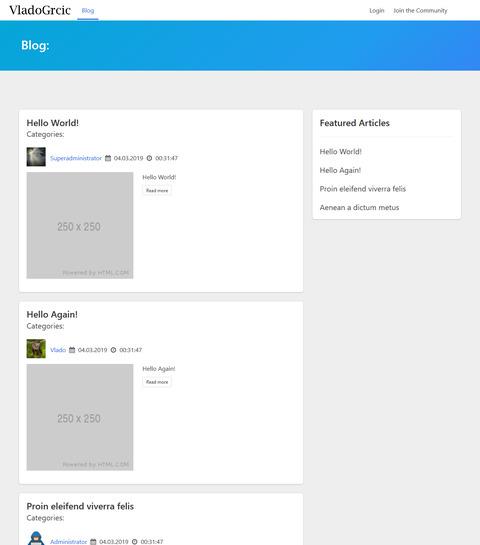 VladoGrcic Blog Login Join the Community
Blog:
Hello World!
Categories:
Superadministrator 04.03.2019 00:31:47
Hello World!
Read more
250 x 250
Powered by HTML.COM
Hello Again!
Categories:
Vlado 04.03.2019 00:31:47
Hello Again!
Read more
250 x 250
Powered by HTML.COM
Proin eleifend viverra felis
Categories:
Administrator 04.03.2019 00:31:47
Featured Articles
Hello World!
Hello Again!
Proin eleifend viverra felis
Aenean a dictum metus